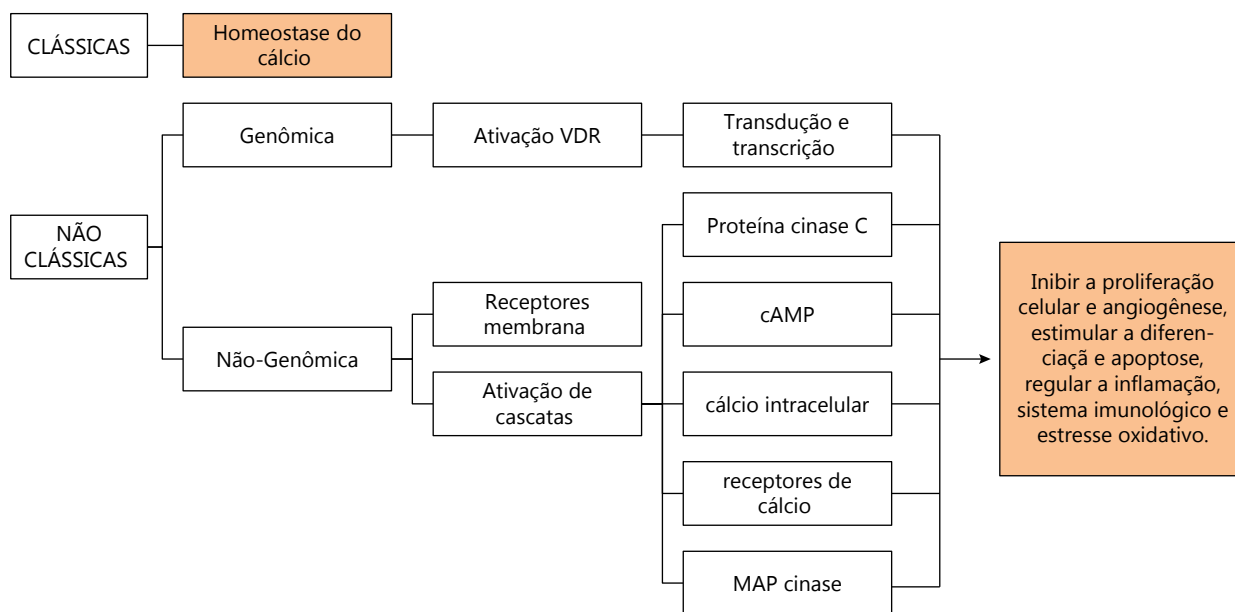 CLÁSSICAS
Homeostase do
cálcio
Genômica
Ativação VDR
Transdução e
transcrição
NÃO
CLÁSSICAS
Não-Genômica
Receptores
membrana
Ativação de
cascatas
Proteína cinase C
cAMP
cálcio intracelular
receptores de
cálcio
MAP cinase
Inibir a proliferação
celular e angiogênese,
estimular a diferen-
ciaçã e apoptose,
regular a inflamação,
sistema imunológico e
estresse oxidativo.